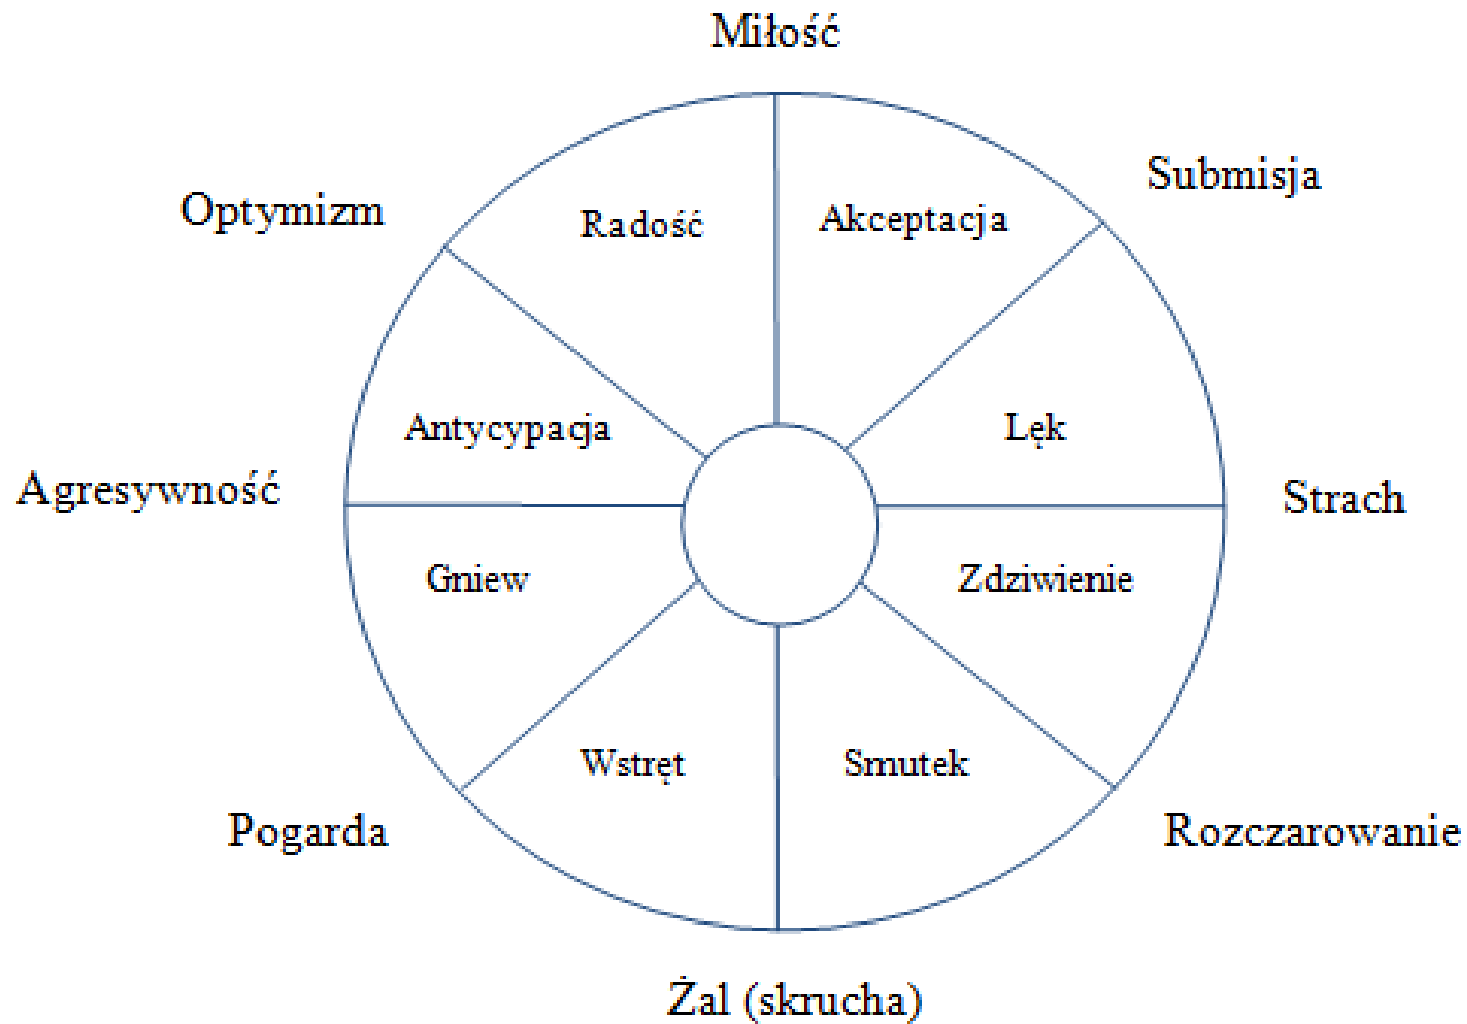 Miłość
Submisja
Optymizm
Radość
Akceptacja
Antycypacja
Lęk
Agresywność
Strach
Gniew
Zdziwienie
Wstręt
Smutek
Pogarda
Rozczarowanie
Żal (skrucha)